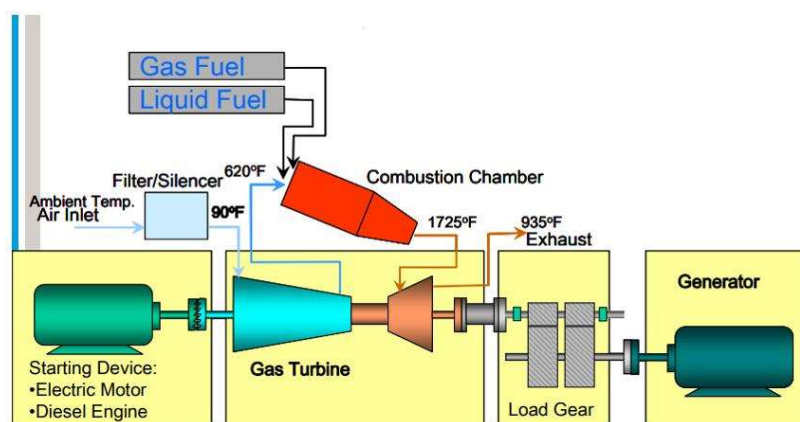 Gas Fuel
Liquid Fuel
Filter/Silencer
620ºF
Combustion Chamber
Ambient Temp.
Air Inlet
90ºF
1725ºF
935ºF
Exhaust
Generator
Gas Turbine
Starting Device:
•Electric Motor
•Diesel Engine
Load Gear